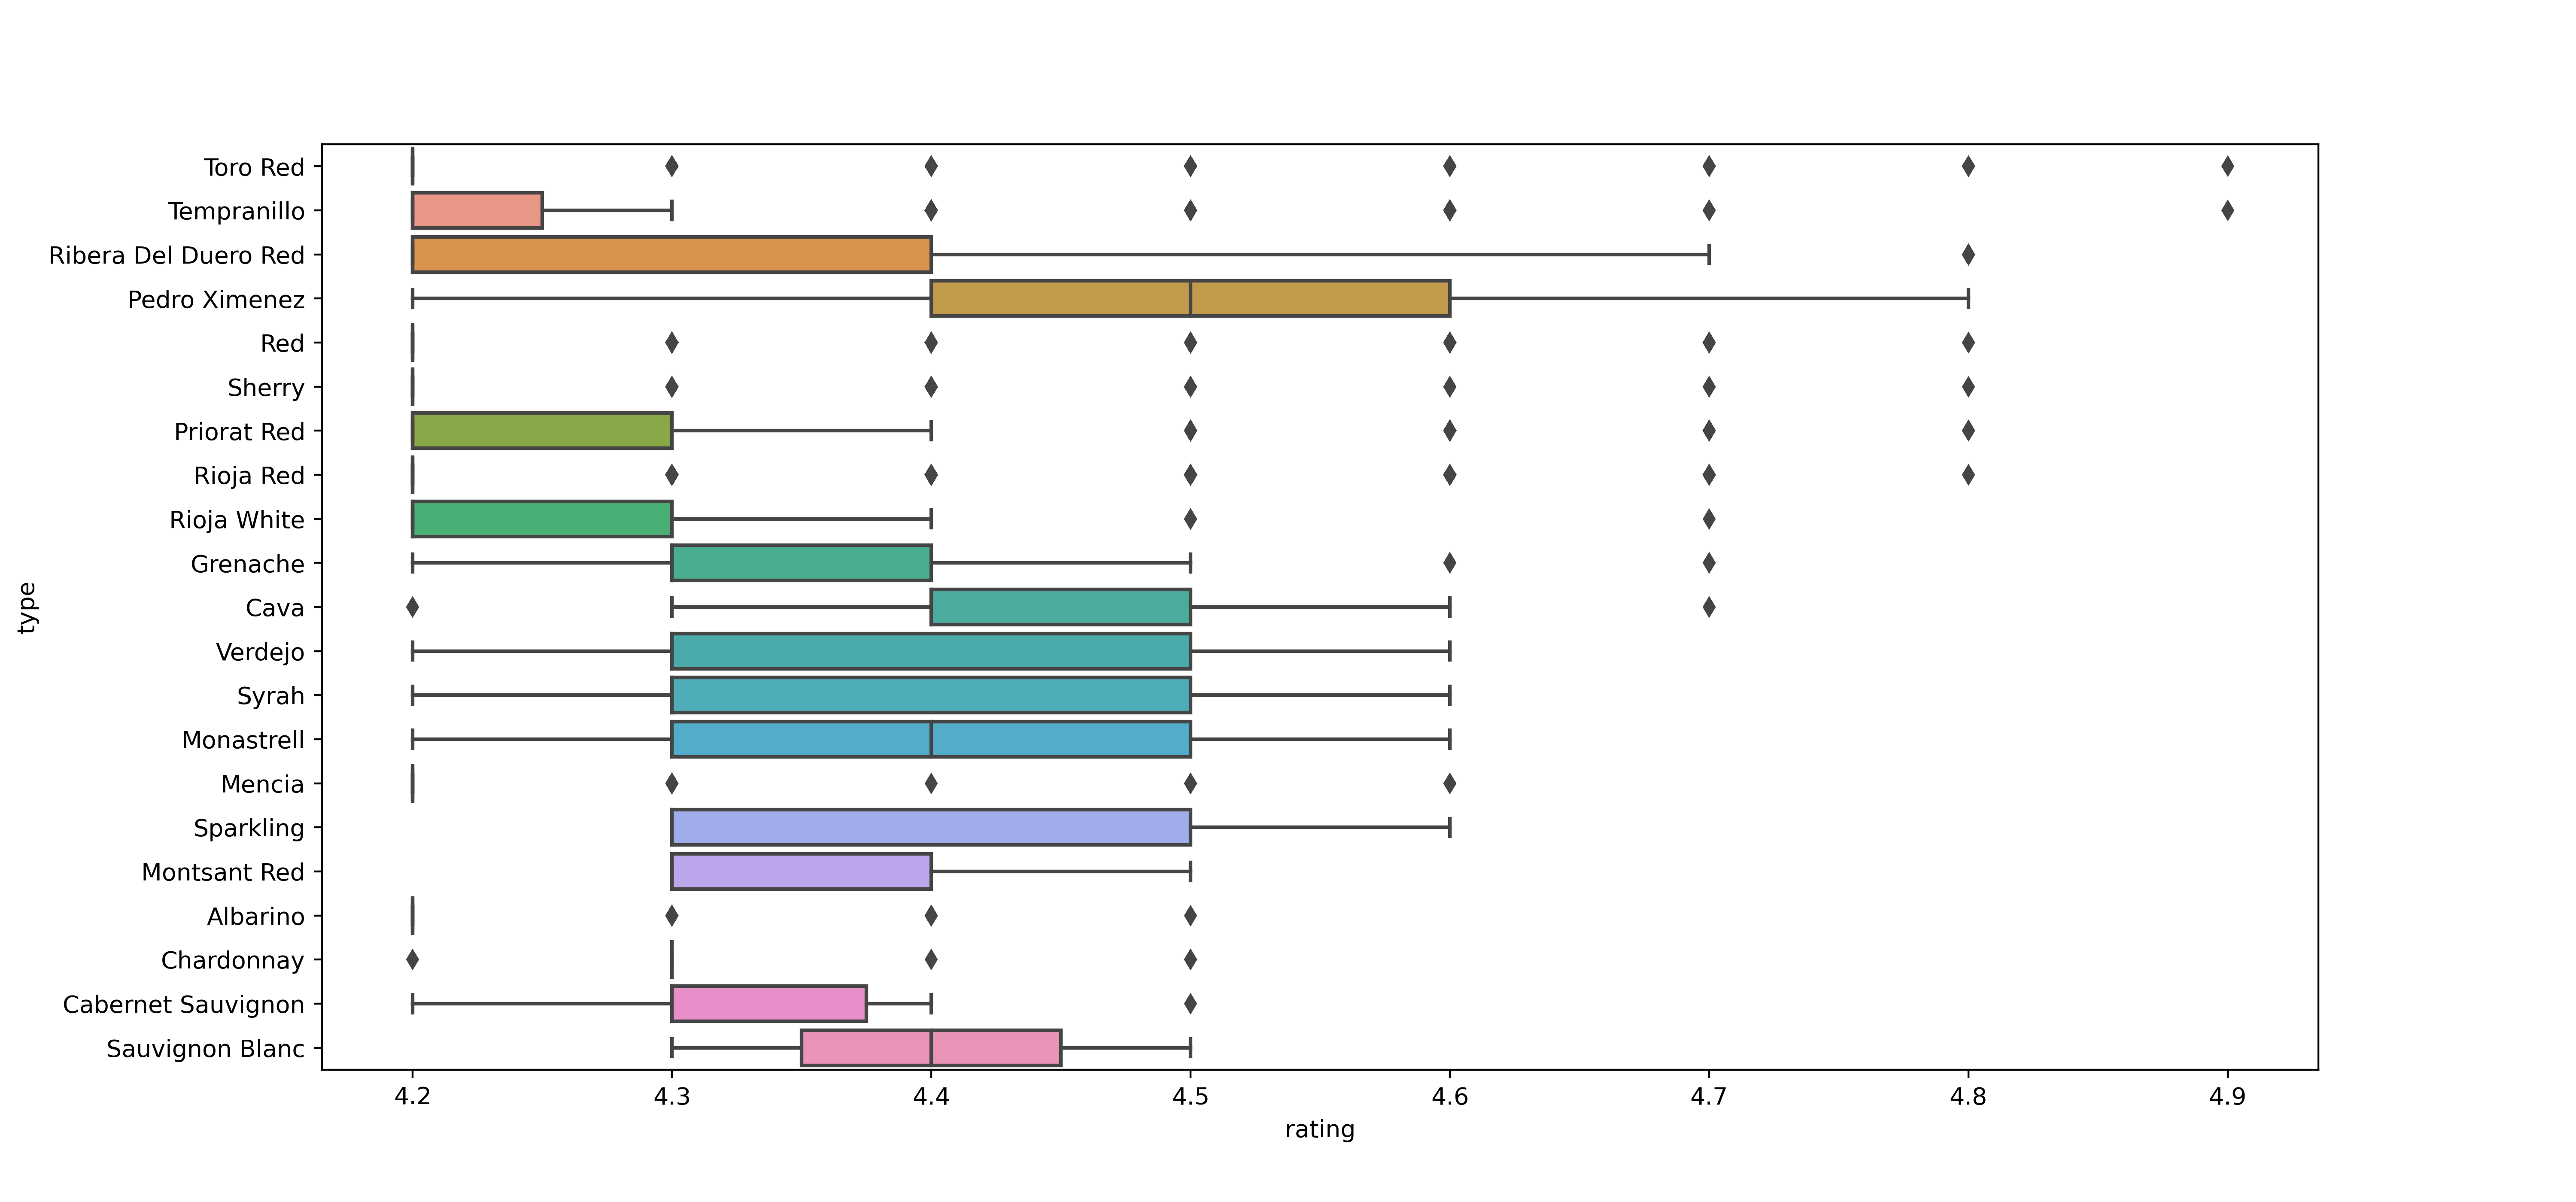 Toro Red
Tempranillo
Ribera Del Duero Red
Pedro Ximenez
Red
Sherry
Priorat Red
Rioja Red
Rioja White
Grenache
Cava
Verdejo
Syrah
Monastrell
Mencia
Sparkling
Montsant Red
Albarino
Chardonnay
Cabernet Sauvignon
Sauvignon Blanc
type
4.2 4.3 4.4 4.5 4.6 4.7 4.8 4.9
rating